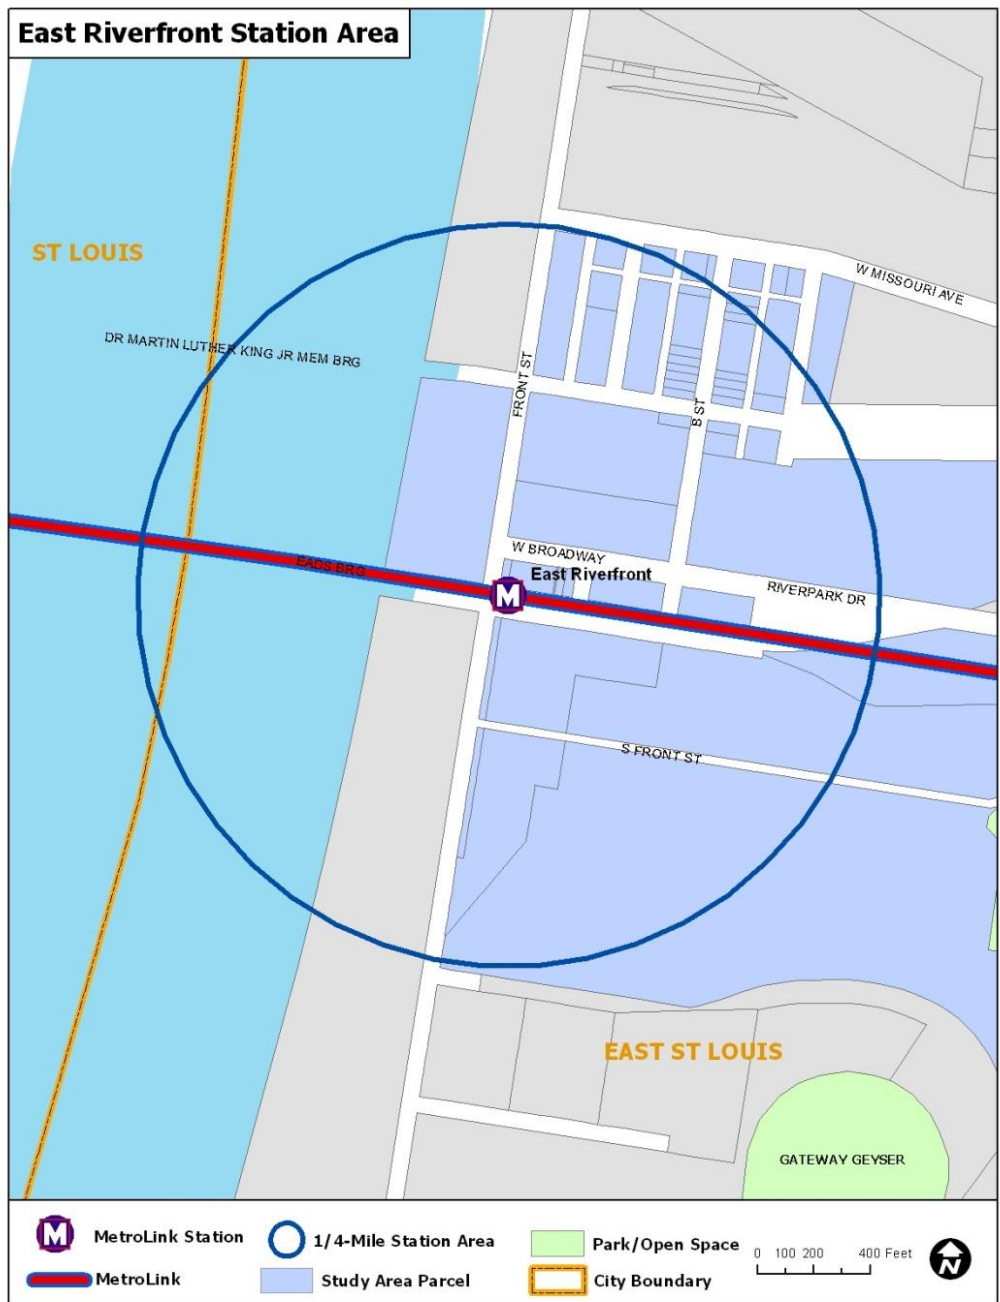 East Riverfront Station Area
ST LOUIS
W MISSOURI AVE
DR MARTIN LUTHER KING JR MEM BRG
FRONT ST
B ST
W BROADWAY
EADS BRG
East Riverfront
M
RIVERPARK DR
S FRONT ST
EAST ST LOUIS
GATEWAY GEYSER
M MetroLink Station
1/4-Mile Station Area
Park/Open Space
0 100 200 400 Feet
N
MetroLink
Study Area Parcel
City Boundary